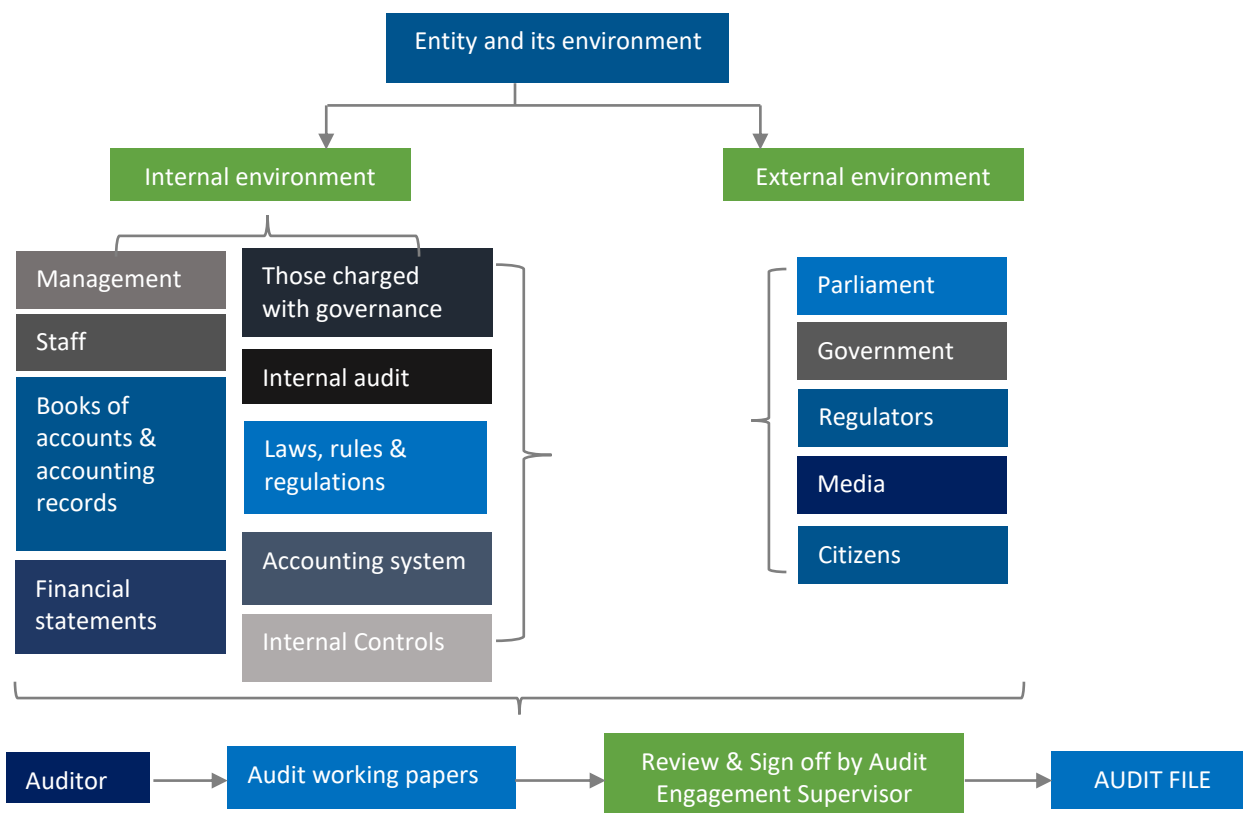 Entity and its environment
Internal environment
External environment
Management
Staff
Books of
accounts &
accounting
records
Financial
statements
Those charged
with governance
Internal audit
Laws, rules &
regulations
Accounting system
Internal Controls
Parliament
Government
Regulators
Media
Citizens
Auditor
Audit working papers
Review & Sign off by Audit
Engagement Supervisor
AUDIT FILE